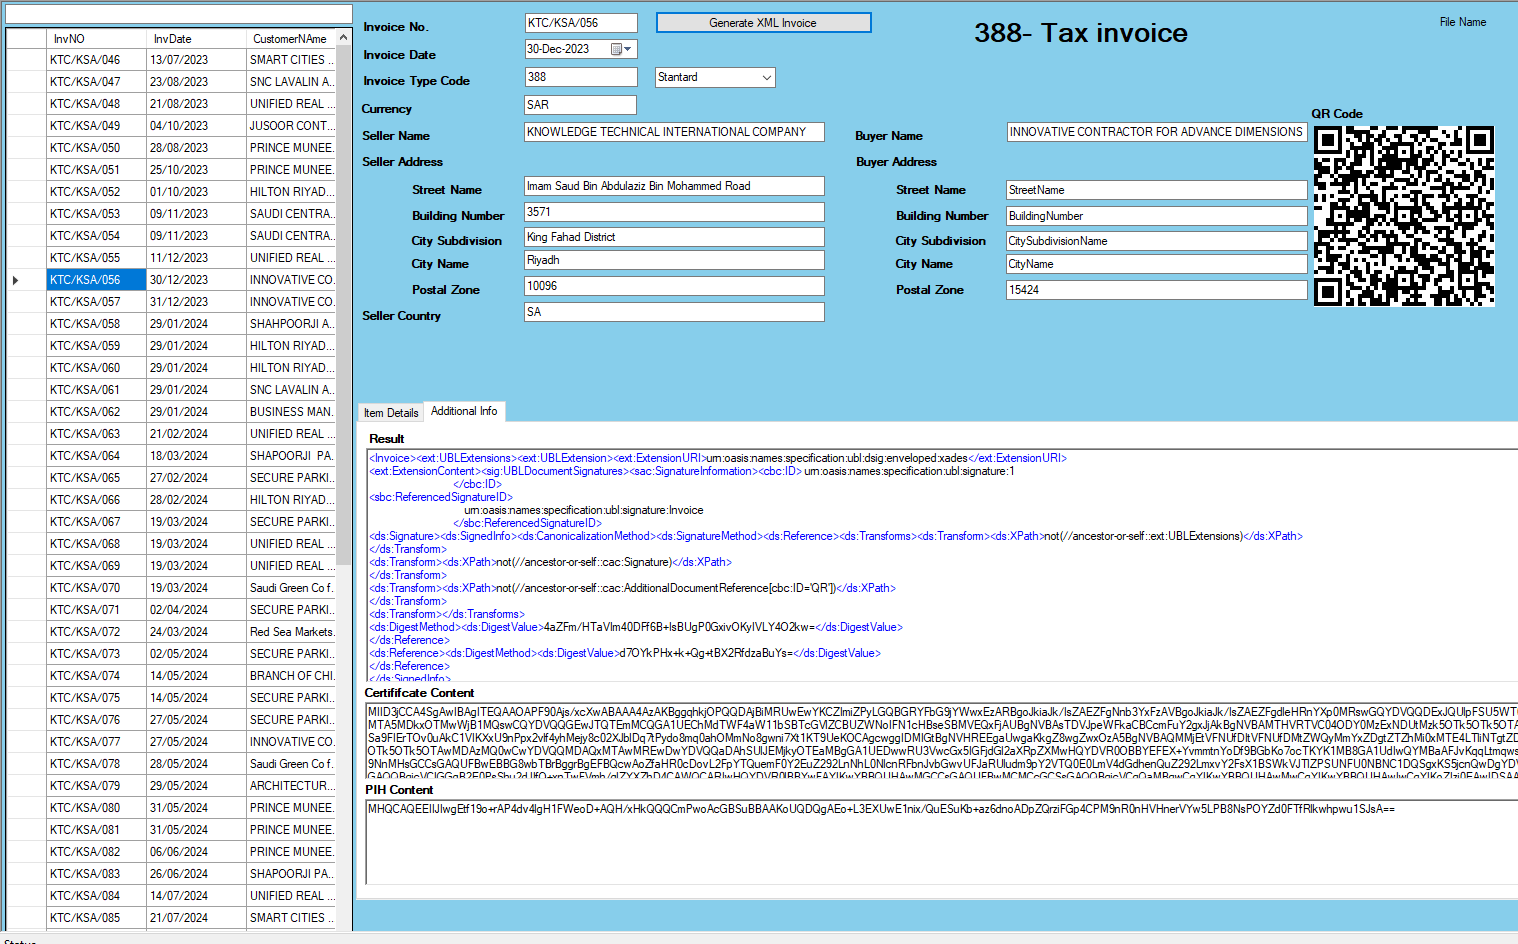 InvNO InvDate CustomerNAme
KTC/KSA/046 13/07/2023 SMART CITIES ...
KTC/KSA/047 23/08/2023 SNC LAVALIN A...
KTC/KSA/048 21/08/2023 UNIFIED REAL ...
KTC/KSA/049 04/10/2023 JUSOOR CONT...
KTC/KSA/050 28/08/2023 PRINCE MUNEE...
KTC/KSA/051 25/10/2023 PRINCE MUNEE...
KTC/KSA/052 01/10/2023 HILTON RIYAD...
KTC/KSA/053 09/11/2023 SAUDI CENTRA...
KTC/KSA/054 09/11/2023 SAUDI CENTRA...
KTC/KSA/055 11/12/2023 UNIFIED REAL ...
KTC/KSA/056 30/12/2023 INNOVATIVE CO...
KTC/KSA/057 31/12/2023 INNOVATIVE CO...
KTC/KSA/058 29/01/2024 SHAHPOORJI A...
KTC/KSA/059 29/01/2024 HILTON RIYAD...
KTC/KSA/060 29/01/2024 HILTON RIYAD...
KTC/KSA/061 29/01/2024 SNC LAVALIN A...
KTC/KSA/062 29/01/2024 BUSINESS MAN...
KTC/KSA/063 21/02/2024 UNIFIED REAL ...
KTC/KSA/064 18/03/2024 SHAPOORJI PA...
KTC/KSA/065 27/02/2024 SECURE PARKI...
KTC/KSA/066 28/02/2024 HILTON RIYAD...
KTC/KSA/067 19/03/2024 SECURE PARKI...
KTC/KSA/068 19/03/2024 UNIFIED REAL ...
KTC/KSA/069 19/03/2024 UNIFIED REAL ...
KTC/KSA/070 19/03/2024 Saudi Green Co f...
KTC/KSA/071 02/04/2024 SECURE PARKI...
KTC/KSA/072 24/03/2024 Red Sea Markets...
KTC/KSA/073 02/05/2024 SECURE PARKI...
KTC/KSA/074 14/05/2024 BRANCH OF CHI...
KTC/KSA/075 14/05/2024 SECURE PARKI...
KTC/KSA/076 27/05/2024 SECURE PARKI...
KTC/KSA/077 27/05/2024 INNOVATIVE CO...
KTC/KSA/078 28/05/2024 Saudi Green Co f...
KTC/KSA/079 29/05/2024 ARCHITECTUR...
KTC/KSA/080 31/05/2024 PRINCE MUNEE...
KTC/KSA/081 31/05/2024 PRINCE MUNEE...
KTC/KSA/082 06/06/2024 PRINCE MUNEE...
KTC/KSA/083 26/06/2024 SHAPOORJI PA...
KTC/KSA/084 14/07/2024 UNIFIED REAL ...
KTC/KSA/085 21/07/2024 SMART CITIES ...
Invoice No. KTC/KSA/056 Generate XML Invoice
388- Tax invoice
File Name
Invoice Date 30-Dec-2023
Invoice Type Code 388 Stantard
Currency SAR
Seller Name KNOWLEDGE TECHNICAL INTERNATIONAL COMPANY
Seller Address
Street Name Imam Saud Bin Abdulaziz Bin Mohammed Road
Building Number 3571
City Subdivision King Fahad District
City Name Riyadh
Postal Zone 10096
Seller Country SA
Buyer Name INNOVATIVE CONTRACTOR FOR ADVANCE DIMENSIONS
Buyer Address
Street Name StreetName
Building Number BuildingNumber
City Subdivision CitySubdivisionName
City Name CityName
Postal Zone 15424
QR Code
Item Details Additional Info
Result
<Invoice><ext:UBLExtensions><ext:UBLExtension><ext:ExtensionURI>urn:oasis:names:specification:ubl:dsig:enveloped:xades</ext:ExtensionURI>
<ext:ExtensionContent><sig:UBLDocumentSignatures><sac:SignatureInformation><cbc:ID> urn:oasis:names:specification:ubl:signature:1
</cbc:ID>
<sbc:ReferencedSignatureID>
urn:oasis:names:specification:ubl:signature:Invoice
</sbc:ReferencedSignatureID>
<ds:Signature><ds:SignedInfo><ds:CanonicalizationMethod><ds:SignatureMethod><ds:Reference><ds:Transforms><ds:Transform><ds:XPath>not(//ancestor-or-self::ext:UBLExtensions)</ds:XPath>
</ds:Transform>
<ds:Transform><ds:XPath>not(//ancestor-or-self::cac:Signature)</ds:XPath>
</ds:Transform>
<ds:Transform><ds:XPath>not(//ancestor-or-self::cac:AdditionalDocumentReference[cbc:ID='QR'])</ds:XPath>
</ds:Transform>
<ds:Transform></ds:Transforms>
<ds:DigestMethod><ds:DigestValue>4aZFm/HTaVIm40DFf6B+IsBUgP0GxivOKyIVLY4O2kw=</ds:DigestValue>
</ds:Reference>
<ds:Reference><ds:DigestMethod><ds:DigestValue>d7OYkPHx+k+Qg+tBX2RfdzaBuYs=</ds:DigestValue>
</ds:Reference>
</ds:SignedInfo>
Certififcate Content
PIH Content
MHQCAQEEIIJIwgEtf19o+rAP4dv4IgH1FWeoD+AQH/xHkQQQCmPwoAcGBSuBBAAKoUQDQgAEo+L3EXUwE1nix/QuESuKb+az6dnoADpZQrziFGp4CPM9nR0nHVHnerVYw5LPB8NsPOYZd0FTfRlkwhpwu1SJsA==